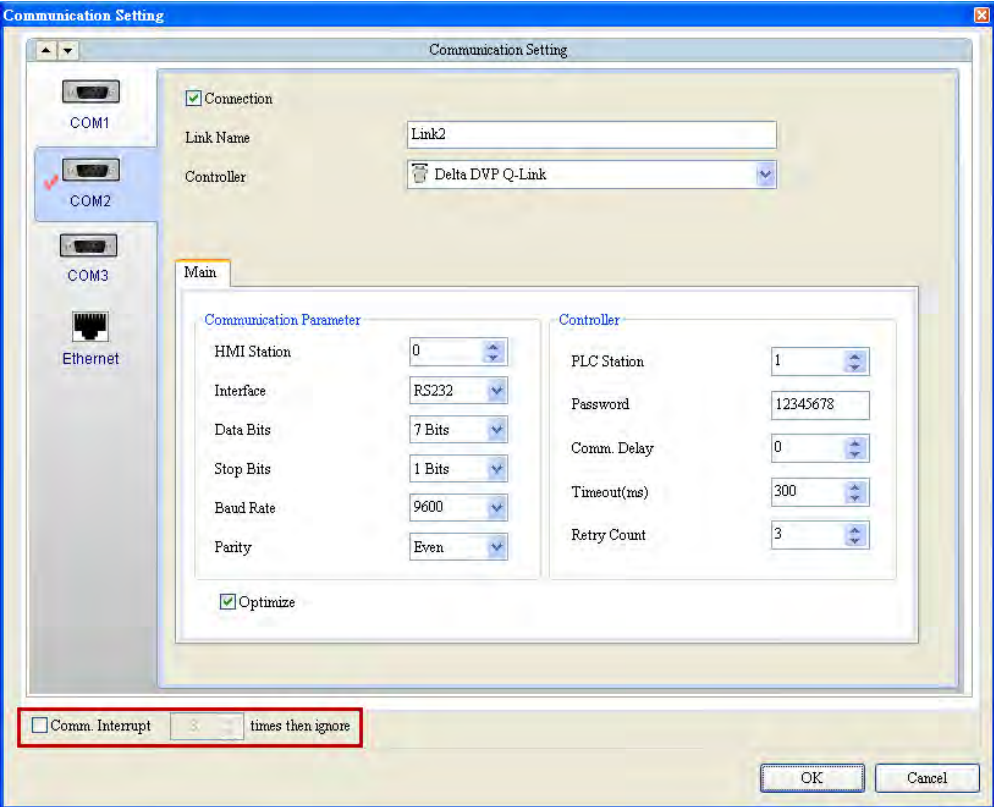 Communication Setting
Communication Setting
COM1
COM2
COM3
Ethernet
Connection
Link Name Link2
Controller Delta DVP Q-Link
Main
Communication Parameter
HMI Station 0
Interface RS232
Data Bits 7 Bits
Stop Bits 1 Bits
Baud Rate 9600
Parity Even
Controller
PLC Station 1
Password 12345678
Comm. Delay 0
Timeout(ms) 300
Retry Count 3
Optimize
Comm. Interrupt 3 times then ignore
OK Cancel